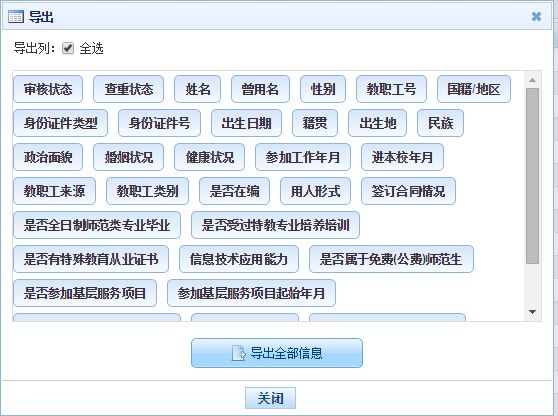 导出
导出列： 全选
审核状态 查重状态 姓名 曾用名 性别 教职工号 国籍/地区
身份证件类型 身份证件号 出生日期 籍贯 出生地 民族
政治面貌 婚姻状况 健康状况 参加工作年月 进本校年月
教职工来源 教职工类别 是否在编 用人形式 签订合同情况
是否全日制师范类专业毕业 是否受过特教专业培养培训
是否有特殊教育从业证书 信息技术应用能力 是否属于免费(公费)师范生
是否参加基层服务项目 参加基层服务项目起始年月
导出全部信息
关闭